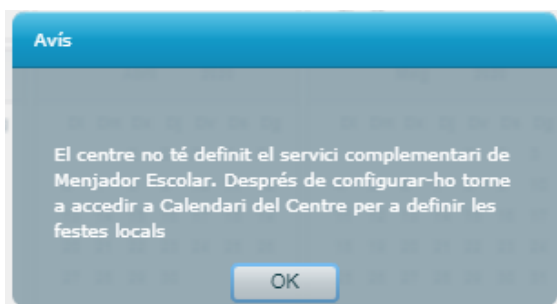 Avís
El centre no té definit el servici complementari de
Menjador Escolar. Després de configurar-ho torne
a accedir a Calendari del Centre per a definir les
festes locals
OK